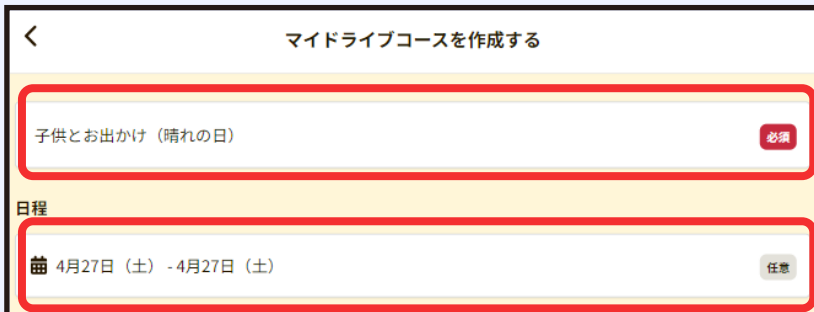 マイドライブコースを作成する
子供とお出かけ（晴れの日） 必須
日程
4月27日（土） - 4月27日（土） 任意